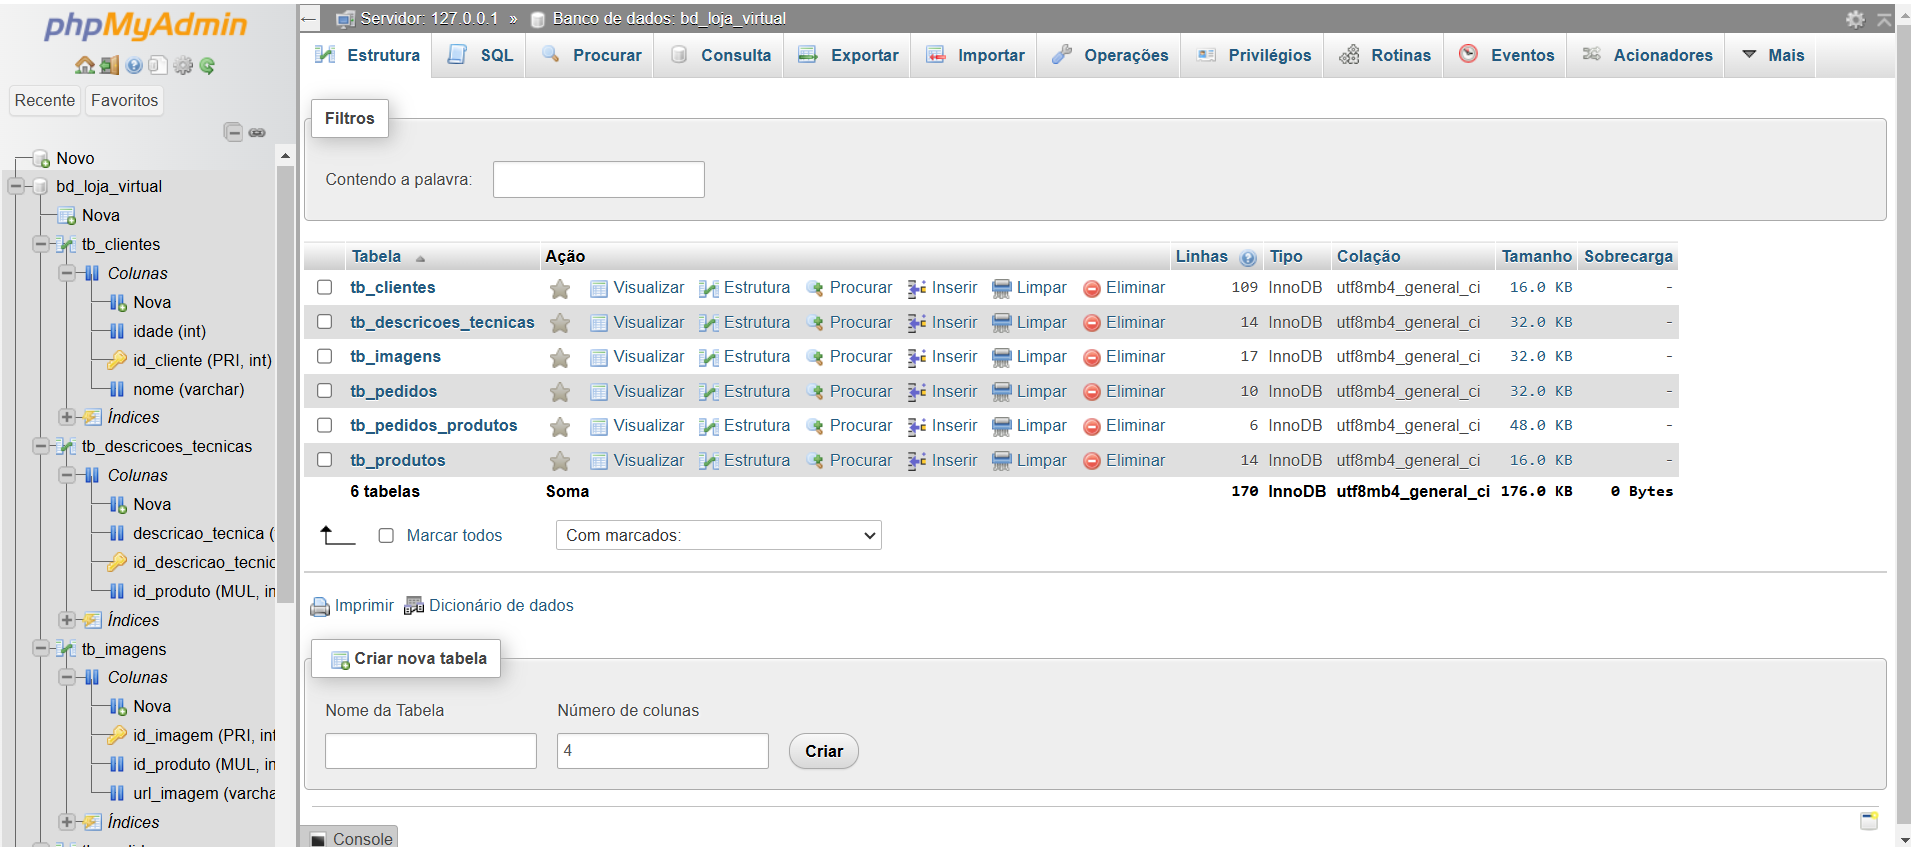 phpMyAdmin
Recente Favoritos
Novo
bd_loja_virtual
Nova
tb_clientes
Colunas
Nova
idade (int)
id_cliente (PRI, int)
nome (varchar)
Índices
tb_descricoes_tecnicas
Colunas
Nova
descricao_tecnica (
id_descricao_tecnic
id_produto (MUL, in
Índices
tb_imagens
Colunas
Nova
id_imagem (PRI, int
id_produto (MUL, in
url_imagem (varcha
Índices
Servidor: 127.0.0.1 » Banco de dados: bd_loja_virtual
Estrutura SQL Procurar Consulta Exportar Importar Operações Privilégios Rotinas Eventos Acionadores Mais
Filtros
Contendo a palavra:
Tabela Ação Linhas Tipo Colação Tamanho Sobrecarga
tb_clientes Visualizar Estrutura Procurar Inserir Limpar Eliminar 109 InnoDB utf8mb4_general_ci 16.0 KB -
tb_descricoes_tecnicas Visualizar Estrutura Procurar Inserir Limpar Eliminar 14 InnoDB utf8mb4_general_ci 32.0 KB -
tb_imagens Visualizar Estrutura Procurar Inserir Limpar Eliminar 17 InnoDB utf8mb4_general_ci 32.0 KB -
tb_pedidos Visualizar Estrutura Procurar Inserir Limpar Eliminar 10 InnoDB utf8mb4_general_ci 32.0 KB -
tb_pedidos_produtos Visualizar Estrutura Procurar Inserir Limpar Eliminar 6 InnoDB utf8mb4_general_ci 48.0 KB -
tb_produtos Visualizar Estrutura Procurar Inserir Limpar Eliminar 14 InnoDB utf8mb4_general_ci 16.0 KB -
6 tabelas Soma 170 InnoDB utf8mb4_general_ci 176.0 KB 0 Bytes
Marcar todos Com marcados:
Imprimir Dicionário de dados
Criar nova tabela
Nome da Tabela Número de colunas
4 Criar
Console